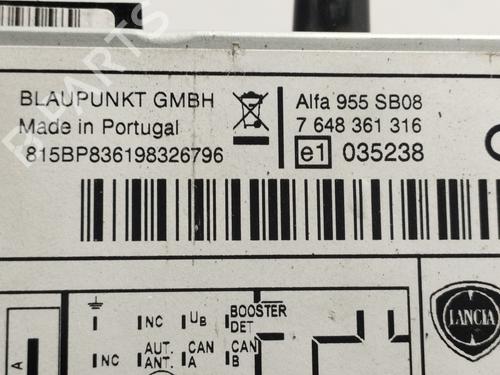 BPARTS
BLAUPUNKT GMBH
Made in Portugal
815BP836198326796
Alfa 955 SB08
7 648 361 316
e1 035238
NC
UB
BOOSTER DET
NC
AUT. ANT.
CAN A
CAN B
A
LANCIA